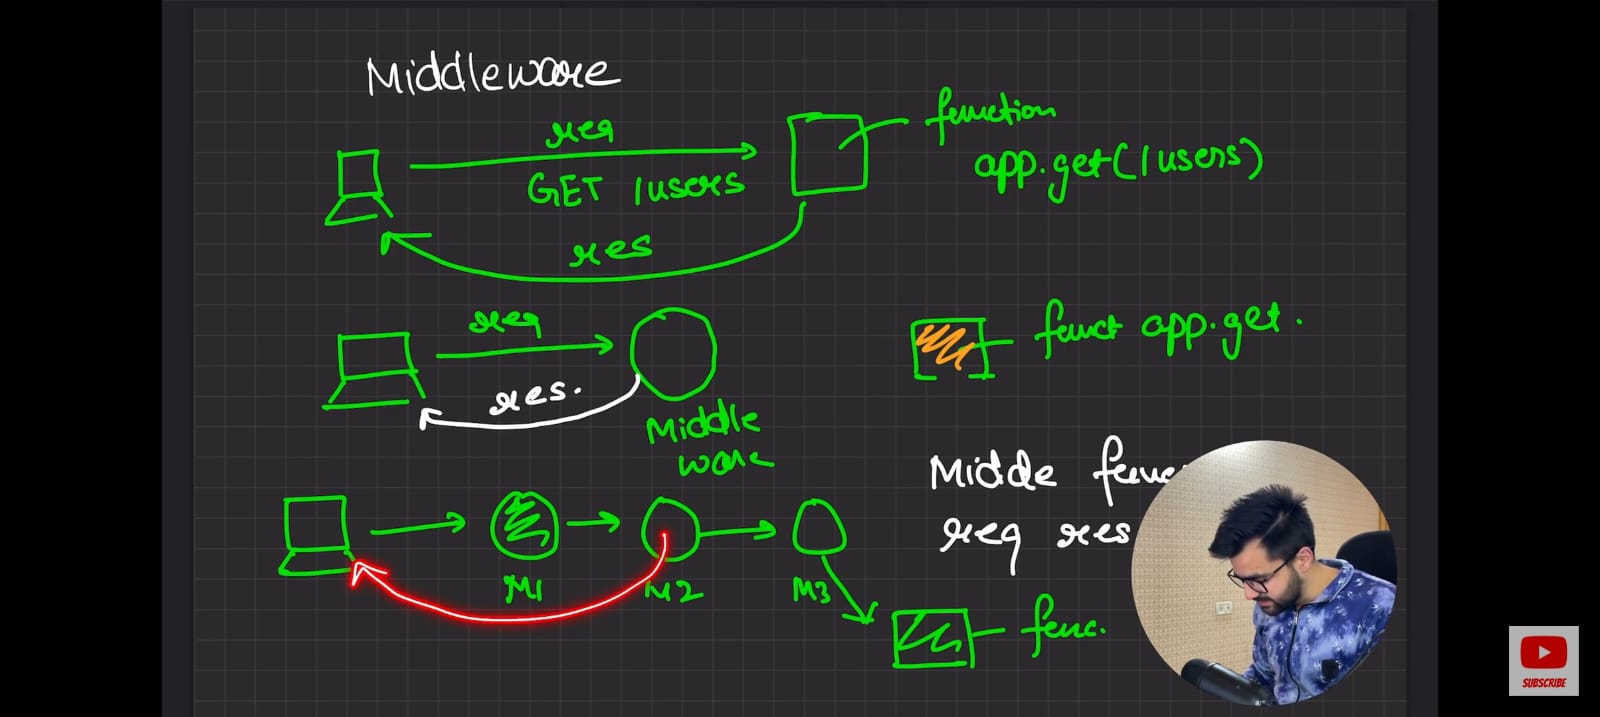 Middleware
req
GET /users
res
function
app.get(/users)
req
res.
Middle
ware
funct app.get.
Midde func
req res
M1
M2
M3
func.
SUBSCRIBE